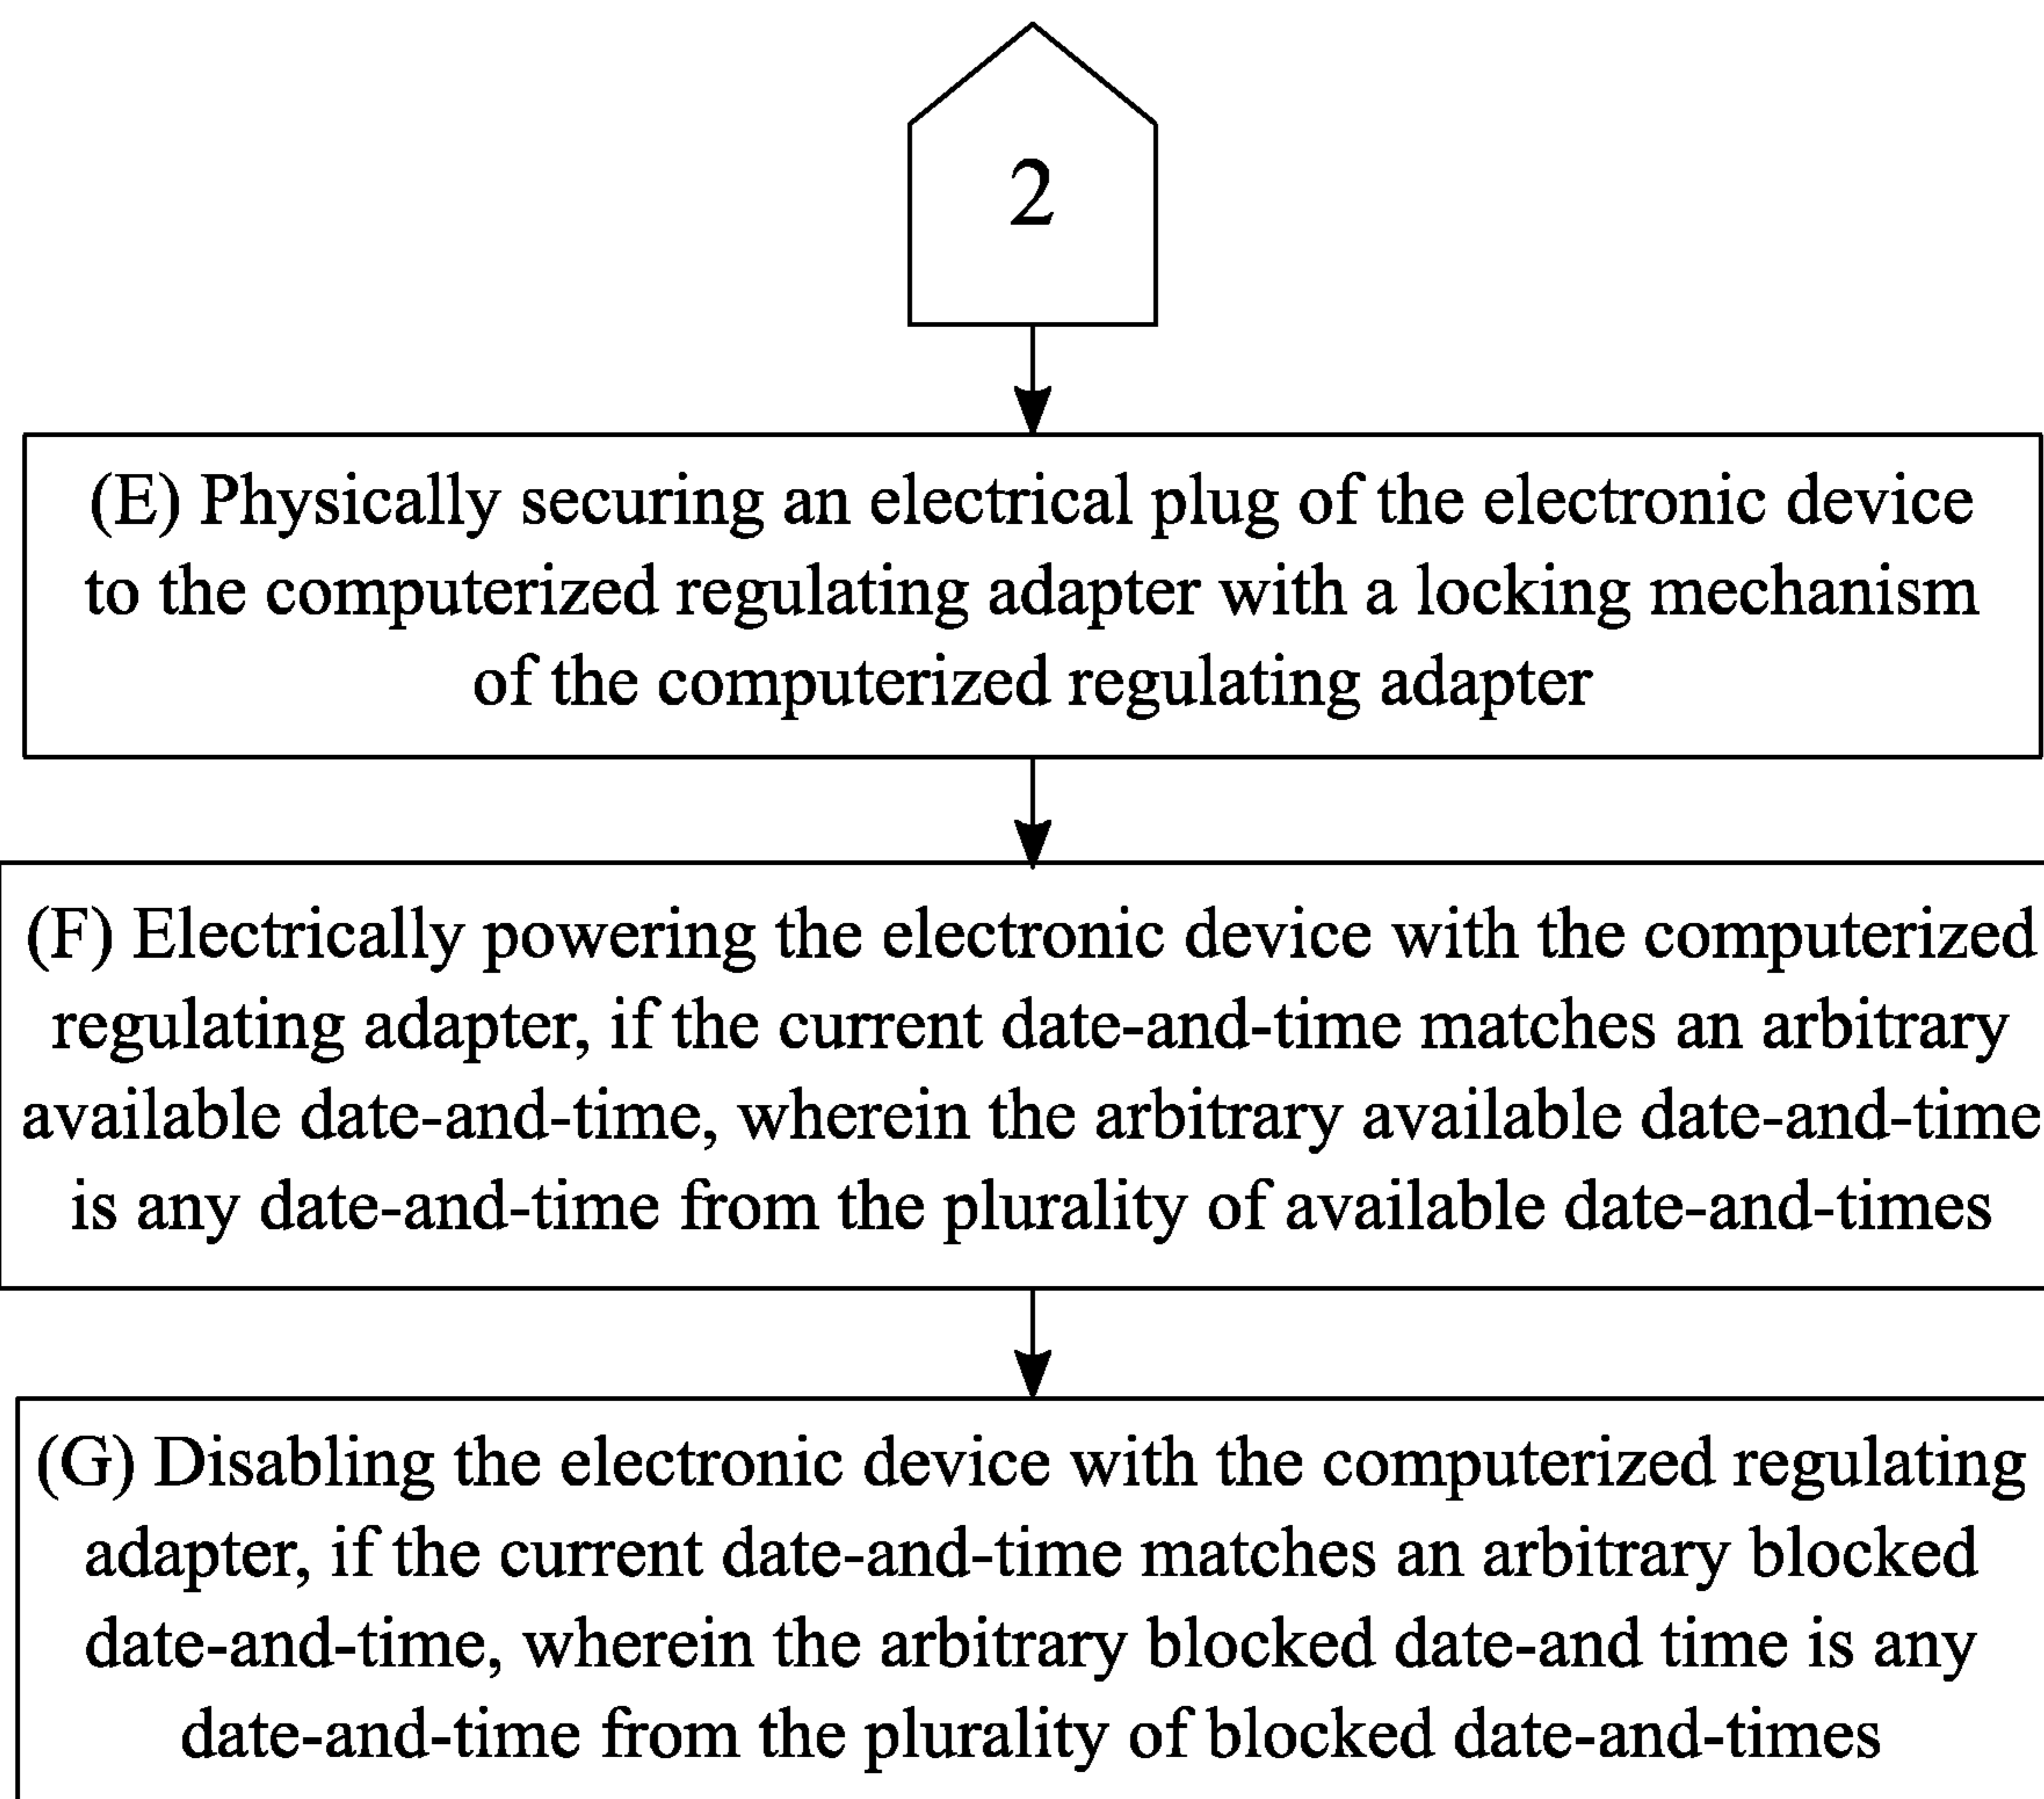 2
(E) Physically securing an electrical plug of the electronic device
to the computerized regulating adapter with a locking mechanism
of the computerized regulating adapter
(F) Electrically powering the electronic device with the computerized
regulating adapter, if the current date-and-time matches an arbitrary
available date-and-time, wherein the arbitrary available date-and-time
is any date-and-time from the plurality of available date-and-times
(G) Disabling the electronic device with the computerized regulating
adapter, if the current date-and-time matches an arbitrary blocked
date-and-time, wherein the arbitrary blocked date-and time is any
date-and-time from the plurality of blocked date-and-times